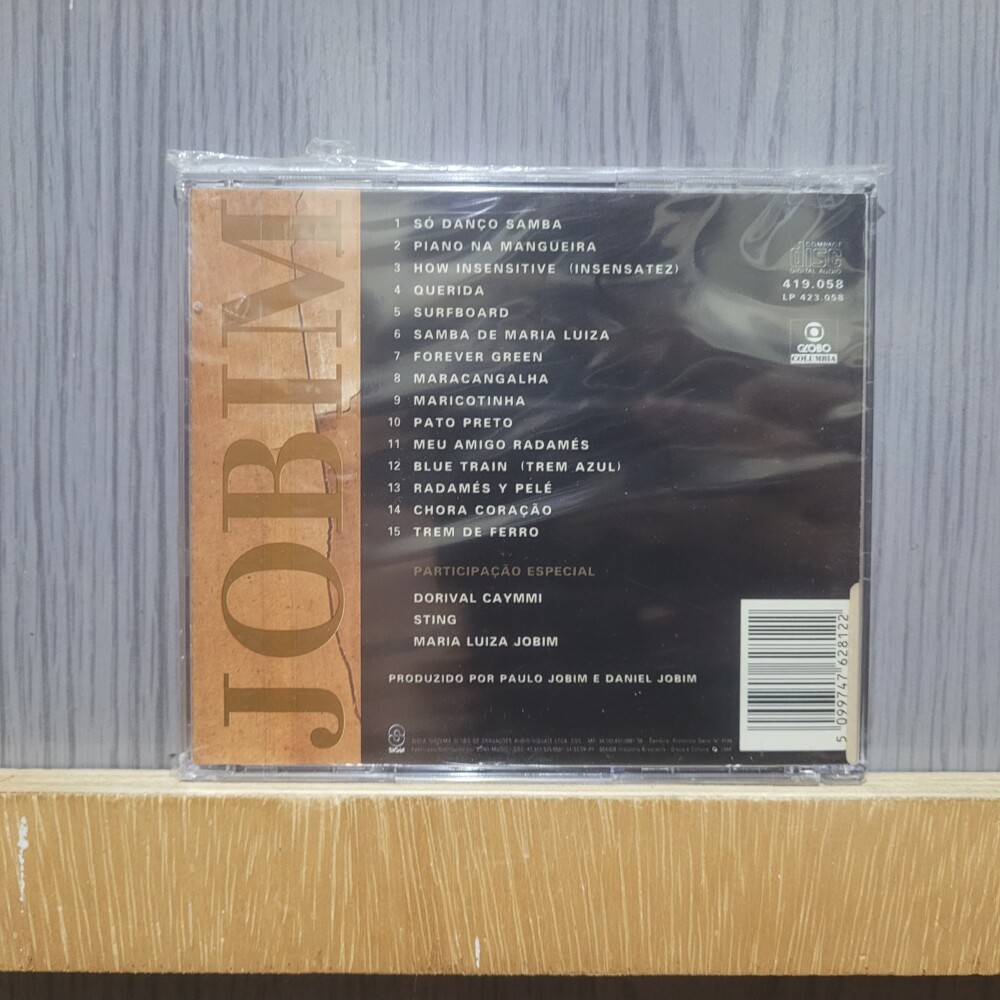 JOBIM
1 SÓ DANÇO SAMBA
2 PIANO NA MANGUEIRA
3 HOW INSENSITIVE (INSENSATEZ)
4 QUERIDA
5 SURFBOARD
6 SAMBA DE MARIA LUIZA
7 FOREVER GREEN
8 MARACANGALHA
9 MARICOTINHA
10 PATO PRETO
11 MEU AMIGO RADAMÉS
12 BLUE TRAIN (TREM AZUL)
13 RADAMÉS Y PELÉ
14 CHORA CORAÇÃO
15 TREM DE FERRO
PARTICIPAÇÃO ESPECIAL
DORIVAL CAYMMI
STING
MARIA LUIZA JOBIM
PRODUZIDO POR PAULO JOBIM E DANIEL JOBIM
COMPACT
disc
DIGITAL AUDIO
419.058
LP 423.058
GLOBO
COLUMBIA
5 099747 628122